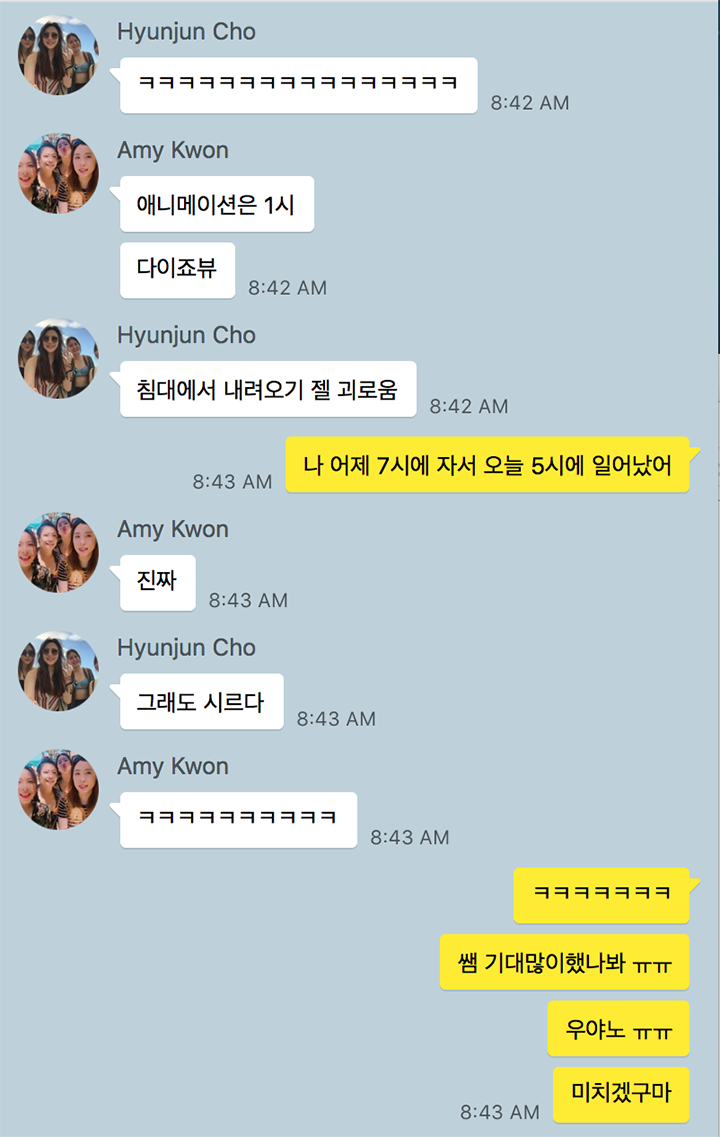 Hyunjun Cho
ㅋㅋㅋㅋㅋㅋㅋㅋㅋㅋㅋㅋㅋㅋㅋㅋ
8:42 AM
Amy Kwon
애니메이션은 1시
다이죠뷰
8:42 AM
Hyunjun Cho
침대에서 내려오기 젤 괴로움
8:42 AM
나 어제 7시에 자서 오늘 5시에 일어났어
8:43 AM
Amy Kwon
진짜
8:43 AM
Hyunjun Cho
그래도 시르다
8:43 AM
Amy Kwon
ㅋㅋㅋㅋㅋㅋㅋㅋㅋㅋ
8:43 AM
ㅋㅋㅋㅋㅋㅋㅋ
쌤 기대많이했나봐 ㅠㅠ
우야노 ㅠㅠ
미치겠구마
8:43 AM